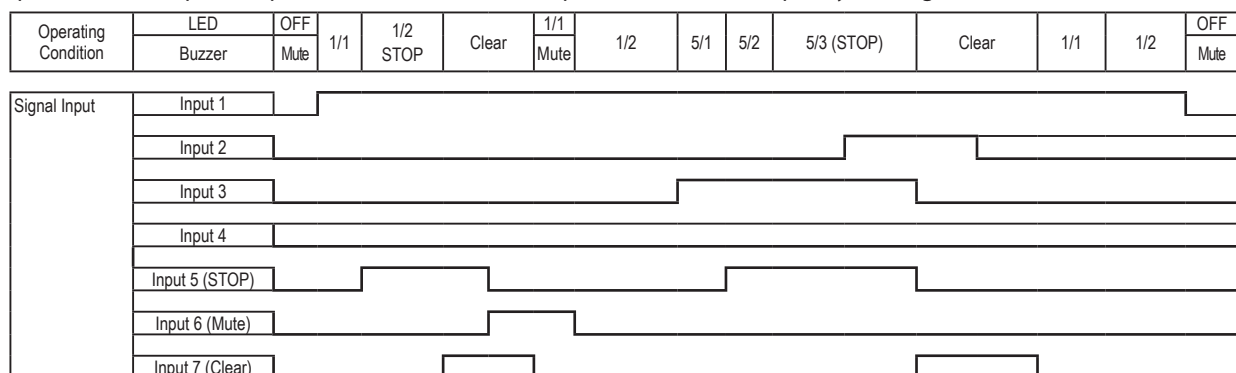 Operating Condition
LED OFF 1/1 1/2 STOP Clear 1/1 1/2 5/1 5/2 5/3 (STOP) Clear 1/1 1/2 OFF
Buzzer Mute Mute Mute
Signal Input
Input 1
Input 2
Input 3
Input 4
Input 5 (STOP)
Input 6 (Mute)
Input 7 (Clear)